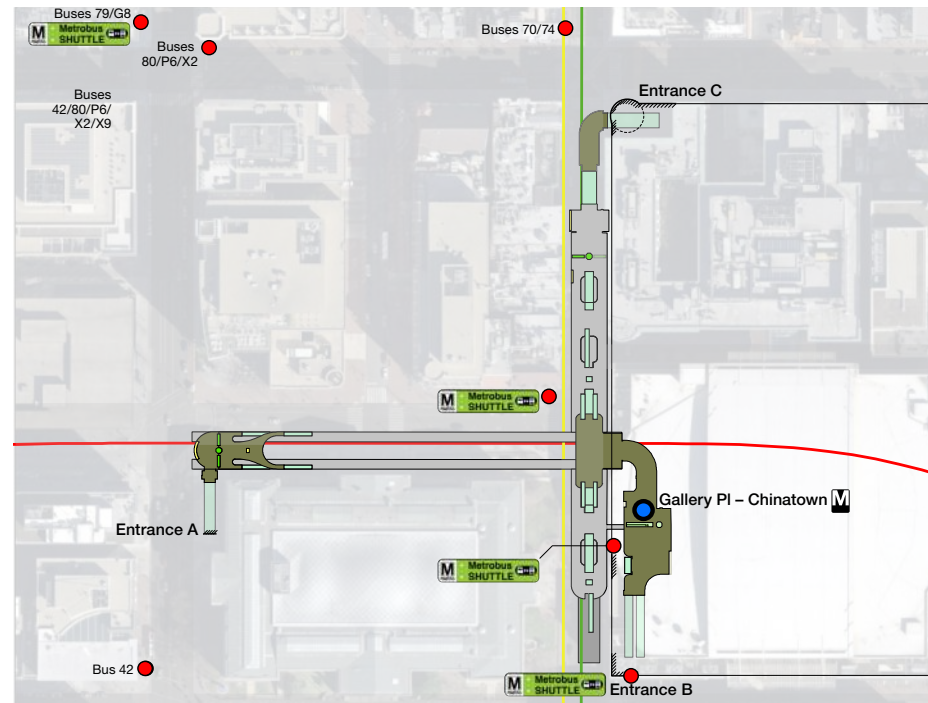 Buses 79/G8
M Metrobus
SHUTTLE
Buses
80/P6/X2
Buses 70/74
Buses
42/80/P6/
X2/X9
Entrance C
M Metrobus
SHUTTLE
Gallery Pl – Chinatown M
Entrance A
M Metrobus
SHUTTLE
Bus 42
M Metrobus
SHUTTLE
Entrance B